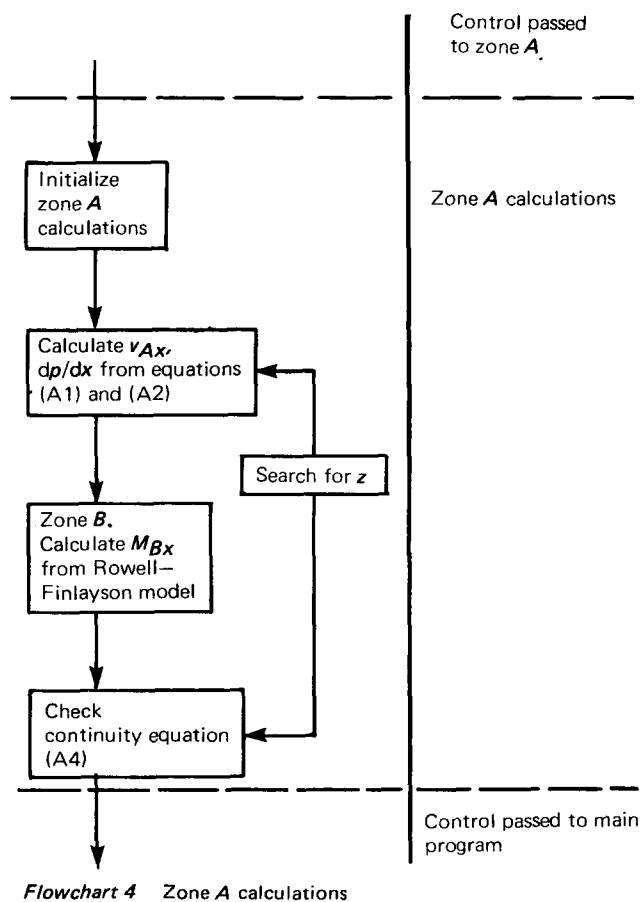 Control passed
to zone A.
Initialize
zone A
calculations
Zone A calculations
Calculate vAx,
dp/dx from equations
(A1) and (A2)
Search for z
Zone B.
Calculate MBx
from Rowell—
Finlayson model
Check
continuity equation
(A4)
Control passed to main
program
Flowchart 4 Zone A calculations